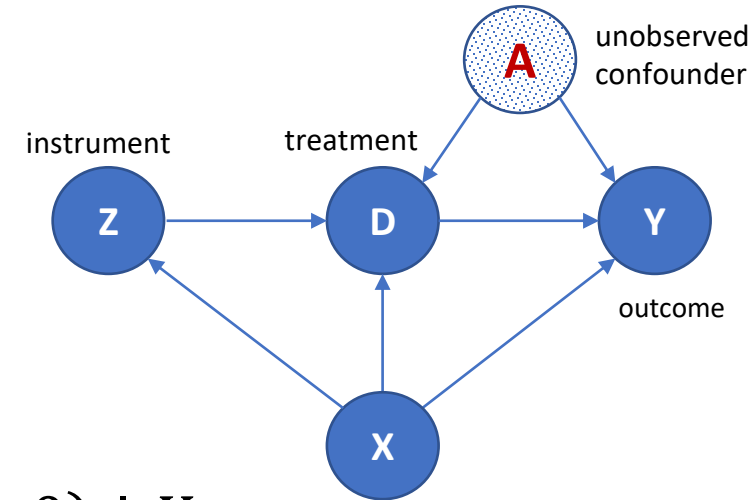 A
unobserved
confounder
instrument
treatment
Z
D
Y
outcome
X